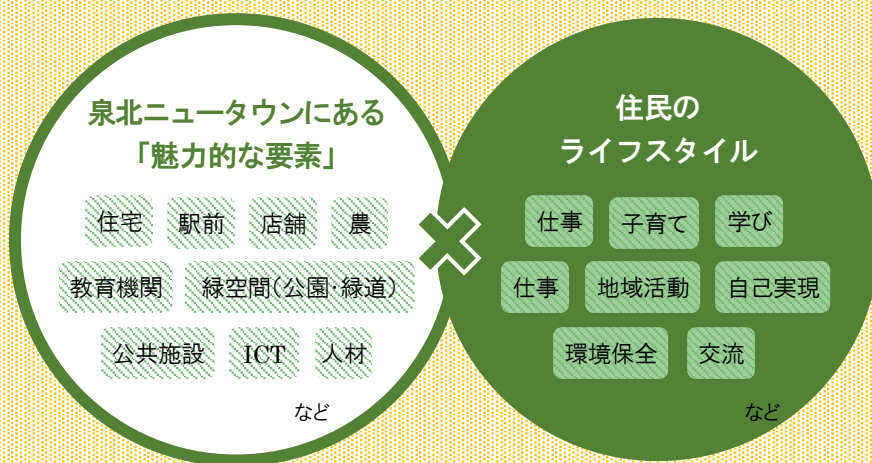 泉北ニュータウンにある
「魅力的な要素」
住宅 駅前 店舗 農
教育機関 緑空間(公園・緑道)
公共施設 ICT 人材
など
住民の
ライフスタイル
仕事 子育て 学び
仕事 地域活動 自己実現
環境保全 交流
など